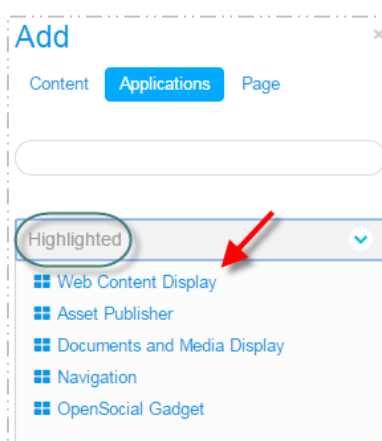 Add
Content Applications Page
Highlighted
Web Content Display
Asset Publisher
Documents and Media Display
Navigation
OpenSocial Gadget